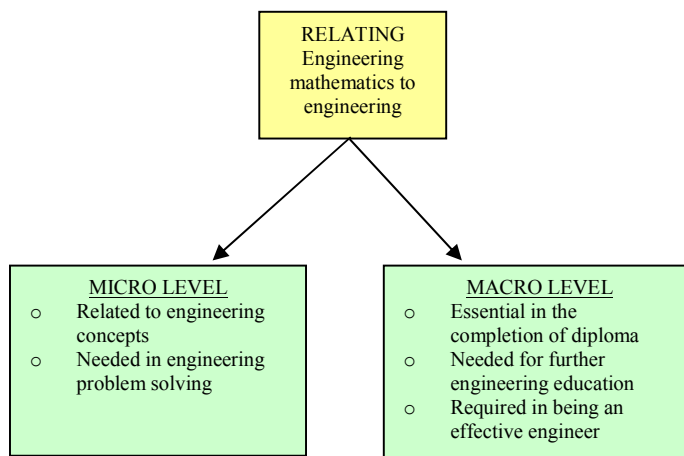 RELATING
Engineering
mathematics to
engineering
MICRO LEVEL
o Related to engineering
concepts
o Needed in engineering
problem solving
MACRO LEVEL
o Essential in the
completion of diploma
o Needed for further
engineering education
o Required in being an
effective engineer